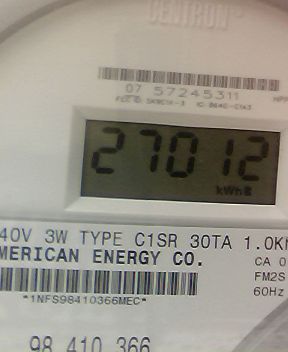 CENTRON
07 57245311
27012
kWh
40V 3W TYPE C1SR 30TA 1.0K
MERICAN ENERGY CO.
CA 0
FM2S
60Hz
*1NFS98410366MEC*
98 410 366